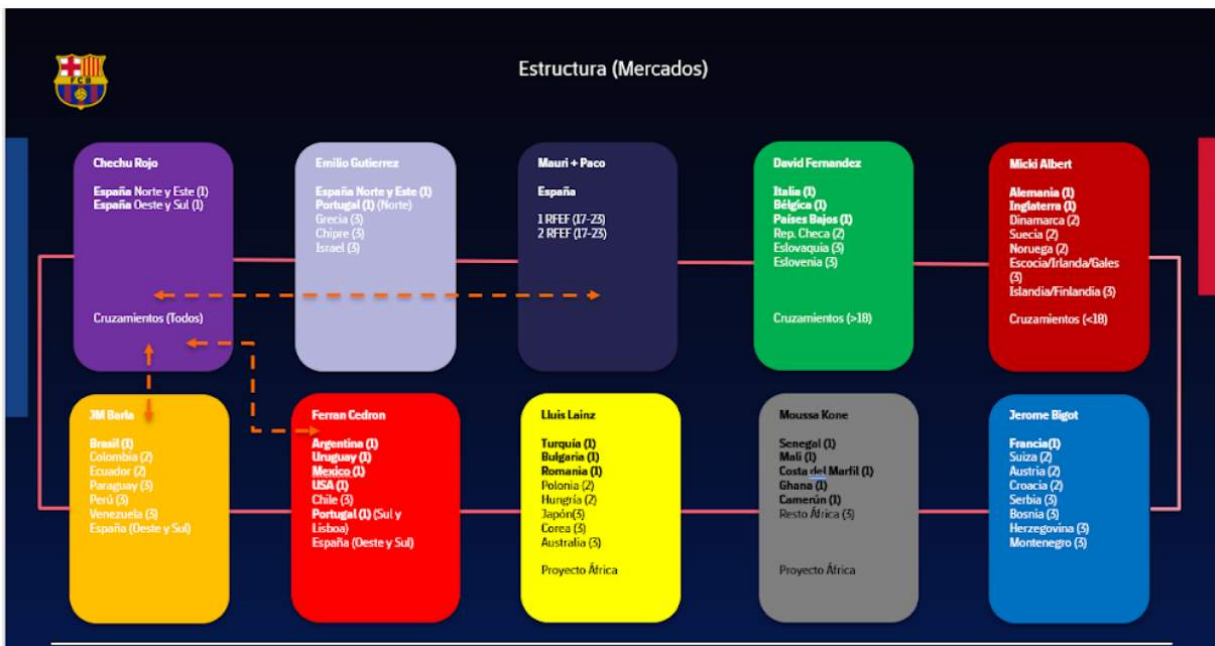 FCB
Estructura (Mercados)
Chechu Rojo
España Norte y Este (1)
España Oeste y Sul (1)
Cruzamientos (Todos)
Emilio Gutierrez
España Norte y Este (1)
Portugal (1) (Norte)
Grecia (3)
Chipre (3)
Israel (3)
Mauri + Paco
España
1 RFEF (17-23)
2 RFEF (17-23)
David Fernandez
Italia (1)
Bélgica (1)
Países Bajos (1)
Rep. Checa (2)
Eslovaquia (3)
Eslovenia (3)
Cruzamientos (>18)
Micki Albert
Alemania (1)
Inglaterra (1)
Dinamarca (2)
Suecia (2)
Noruega (2)
Escocia/Irlanda/Gales
(3)
Islandia/Finlandia (3)
Cruzamientos (<18)
JM Barla
Brasil (1)
Colombia (2)
Ecuador (2)
Paraguay (3)
Perú (3)
Venezuela (3)
España (Oeste y Sul)
Ferran Cedron
Argentina (1)
Uruguay (1)
Mexico (1)
USA (1)
Chile (3)
Portugal (1) (Sul y
Lisboa)
España (Oeste y Sul)
Lluis Lainz
Turquía (1)
Bulgaria (1)
Romania (1)
Polonia (2)
Hungría (2)
Japón(3)
Corea (3)
Australia (3)
Proyecto África
Moussa Kone
Senegal (1)
Mali (1)
Costa del Marfil (1)
Ghana (1)
Camerún (1)
Resto África (3)
Proyecto África
Jerome Bigot
Francia(1)
Suiza (2)
Austria (2)
Croacia (2)
Serbia (3)
Bosnia (3)
Herzegovina (3)
Montenegro (3)